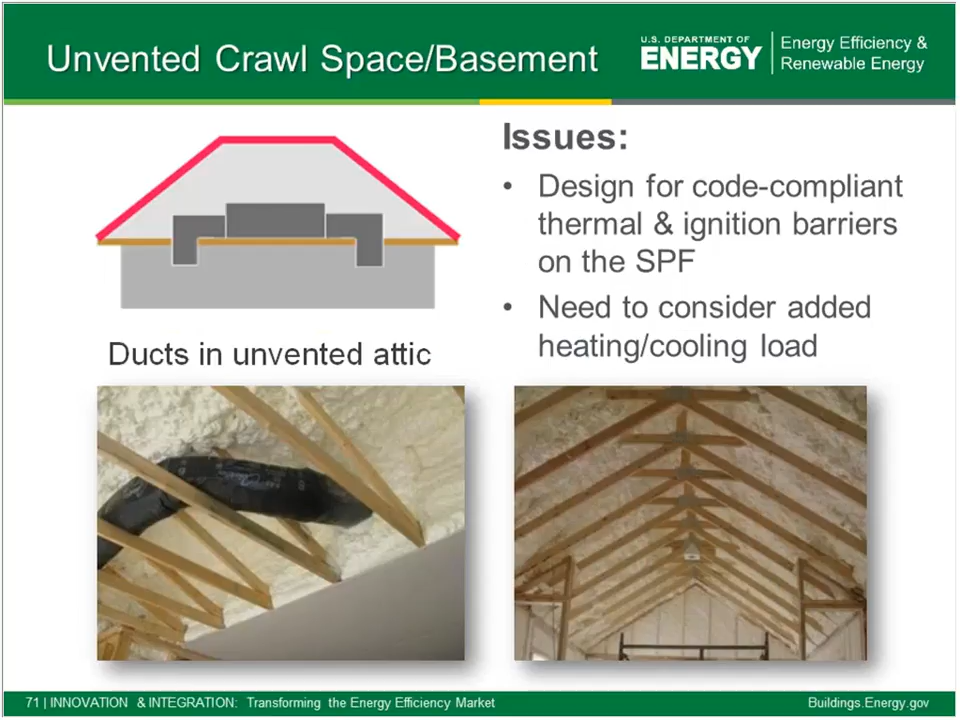 Unvented Crawl Space/Basement
U.S. DEPARTMENT OF
ENERGY
Energy Efficiency &
Renewable Energy
Issues:
• Design for code-compliant
thermal & ignition barriers
on the SPF
• Need to consider added
heating/cooling load
Ducts in unvented attic
71 | INNOVATION & INTEGRATION: Transforming the Energy Efficiency Market
Buildings.Energy.gov